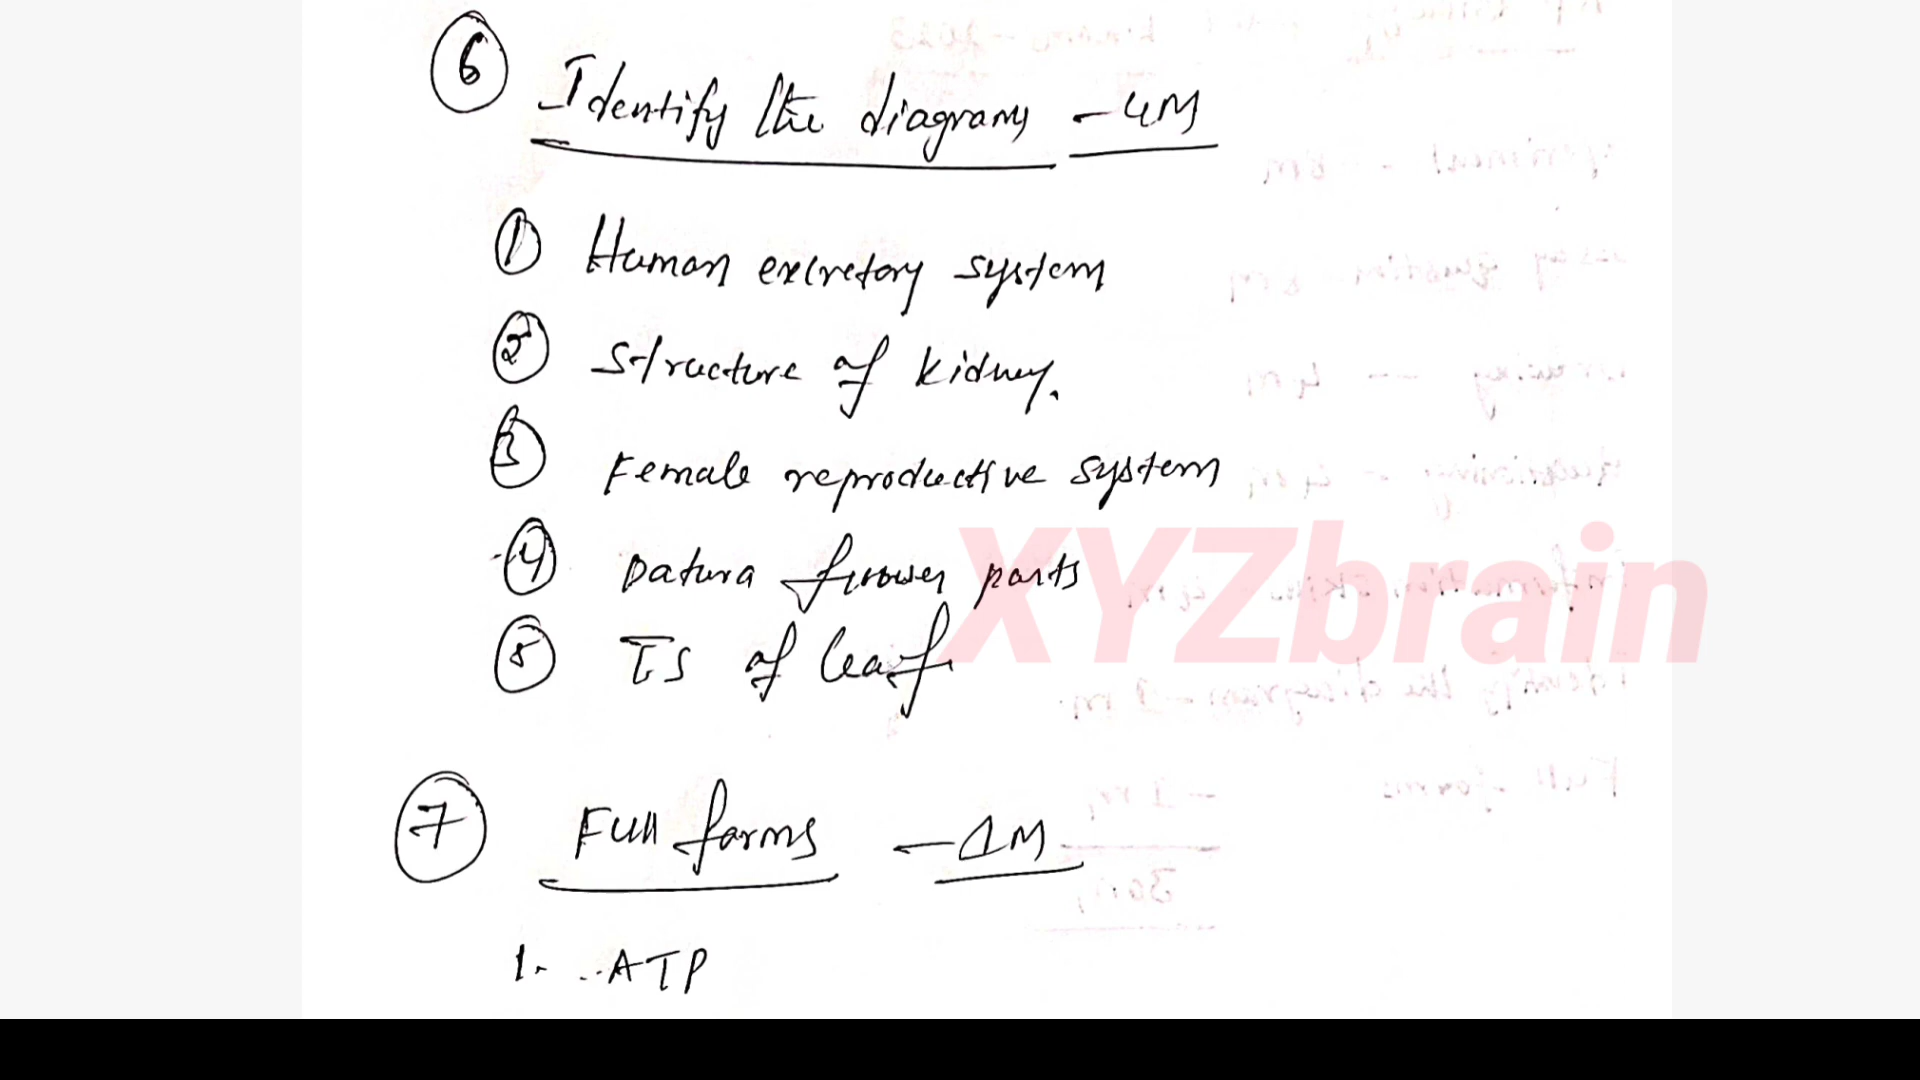 6 Identify the diagrams - 4M
1 Human excretory system
2 Structure of kidney.
3 Female reproductive system
4 Datura flower parts
XYZbrain
5 TS of leaf
7 Full forms - 1M
1. ATP